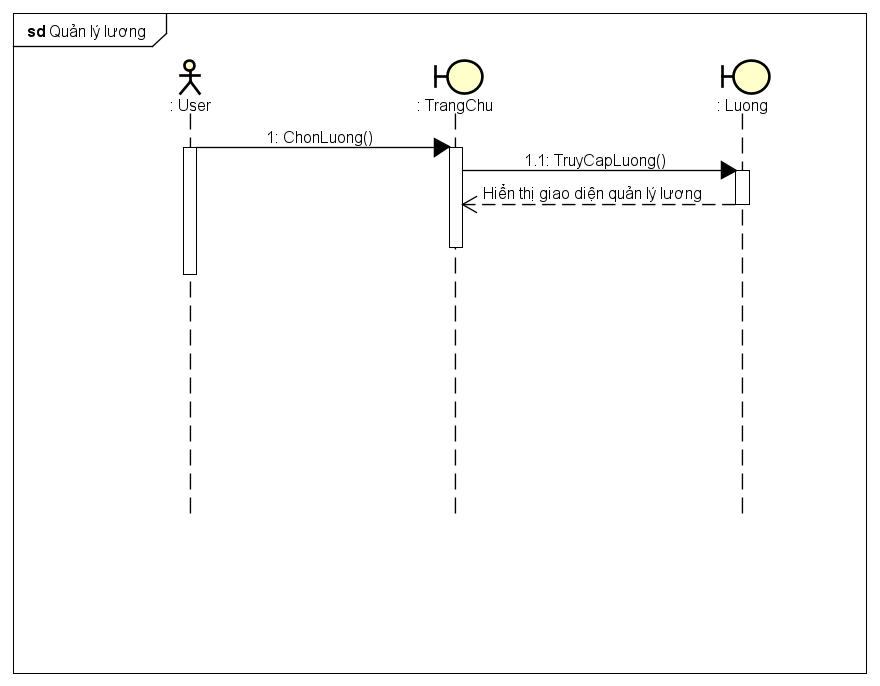 sd Quản lý lương
: User
: TrangChu
: Luong
1: ChonLuong()
1.1: TruyCapLuong()
Hiển thị giao diện quản lý lương